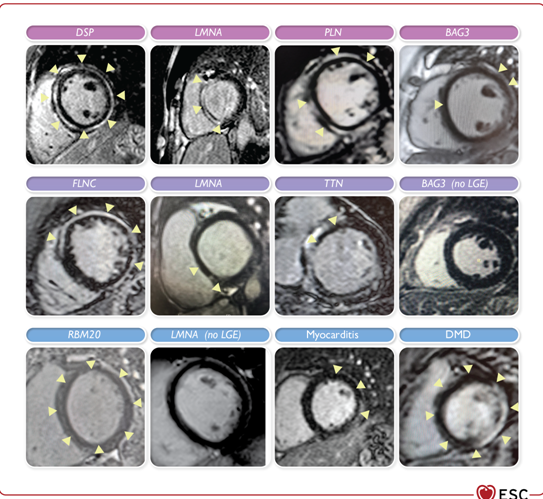 DSP
LMNA
PLN
BAG3
FLNC
LMNA
TTN
BAG3 (no LGE)
RBM20
LMNA (no LGE)
Myocarditis
DMD
ESC